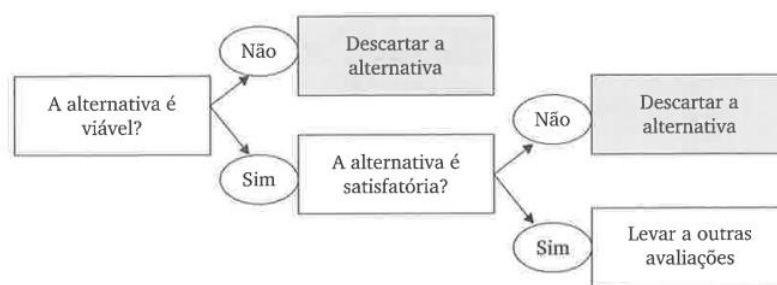 A alternativa é
viável?
Não
Descartar a
alternativa
Sim
A alternativa é
satisfatória?
Não
Descartar a
alternativa
Sim
Levar a outras
avaliações